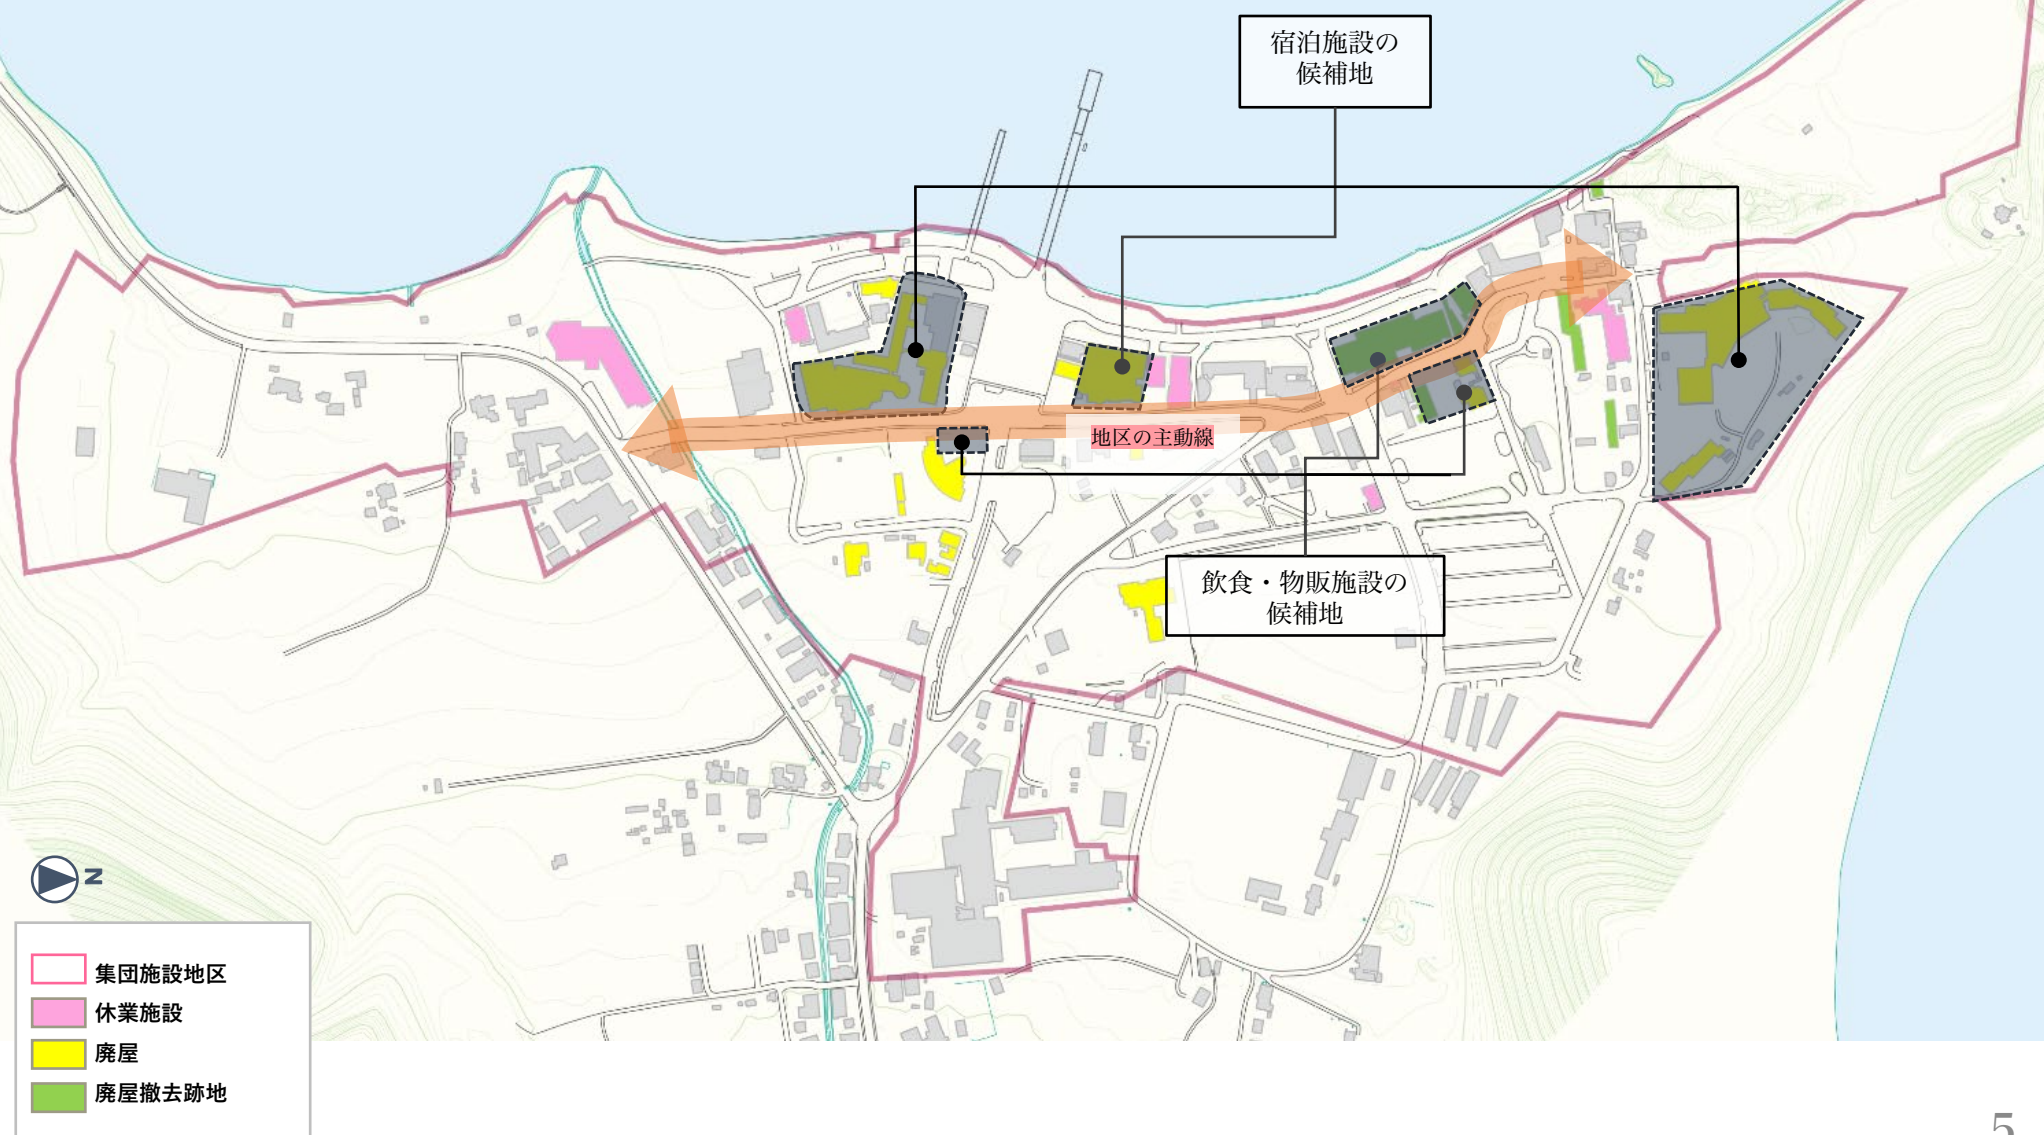 宿泊施設の
候補地
地区の主動線
飲食・物販施設の
候補地
N
集団施設地区
休業施設
廃屋
廃屋撤去跡地
5